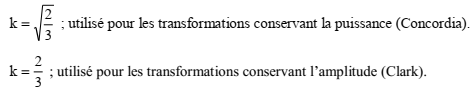 k = √(2/3) ; utilisé pour les transformations conservant la puissance (Concordia).
k = 2/3 ; utilisé pour les transformations conservant l’amplitude (Clark).